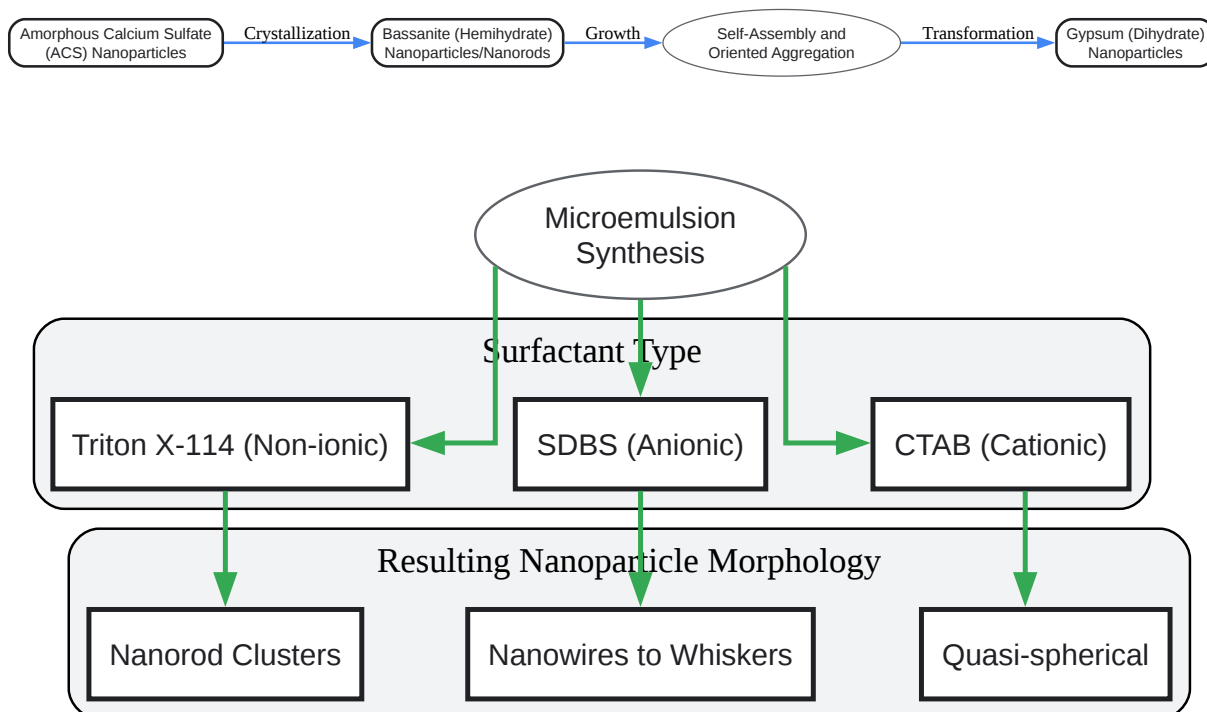 Amorphous Calcium Sulfate
(ACS) Nanoparticles
Crystallization
Bassanite (Hemihydrate)
Nanoparticles/Nanorods
Growth
Self-Assembly and
Oriented Aggregation
Transformation
Gypsum (Dihydrate)
Nanoparticles
Microemulsion
Synthesis
Surfactant Type
Triton X-114 (Non-ionic)
SDBS (Anionic)
CTAB (Cationic)
Resulting Nanoparticle Morphology
Nanorod Clusters
Nanowires to Whiskers
Quasi-spherical